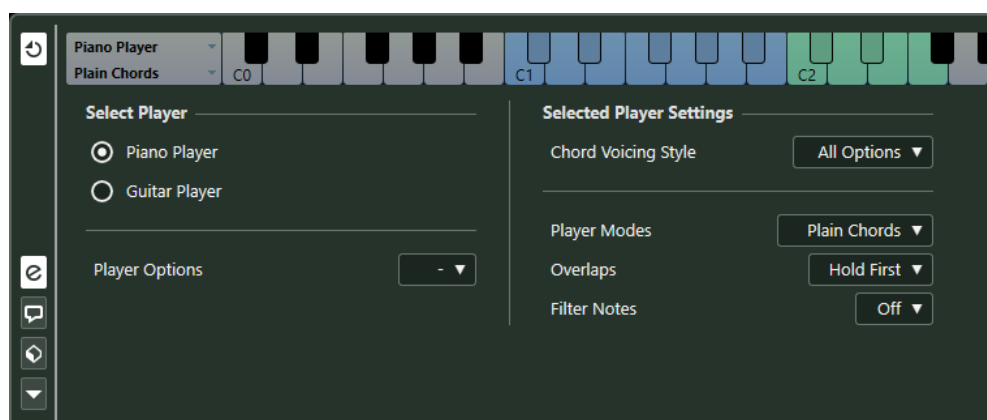 Piano Player
Plain Chords
C0
C1
C2
Select Player
Piano Player
Guitar Player
Player Options
-
Selected Player Settings
Chord Voicing Style
All Options
Player Modes
Plain Chords
Overlaps
Hold First
Filter Notes
Off